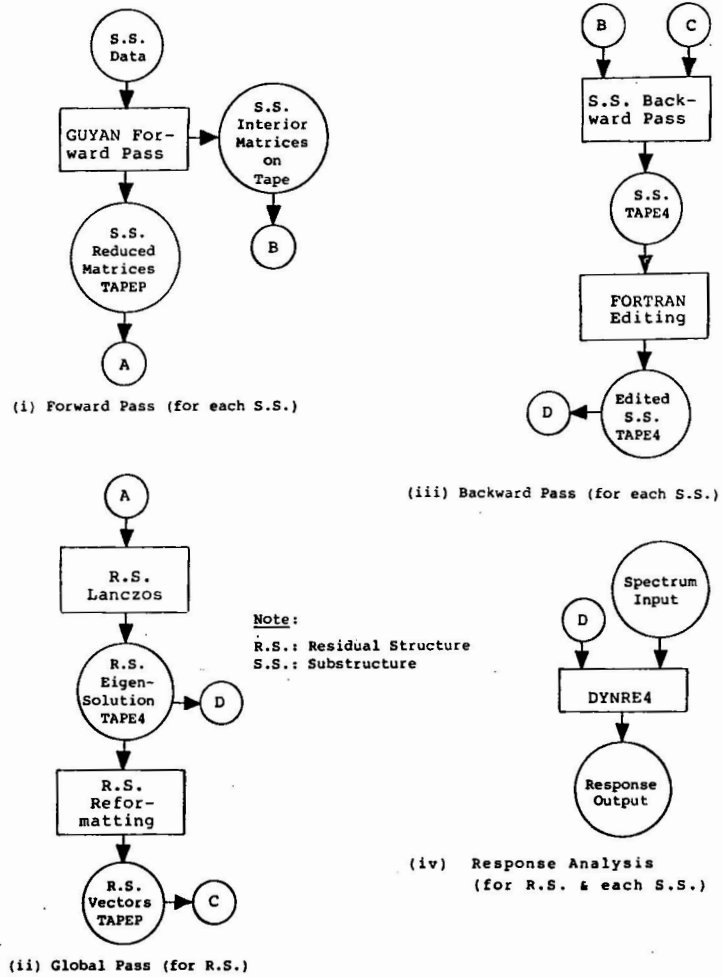 S.S.
Data
GUYAN For-
ward Pass
S.S.
Interior
Matrices
on
Tape
B
S.S.
Reduced
Matrices
TAPEP
A
(i) Forward Pass (for each S.S.)
A
R.S.
Lanczos
R.S.
Eigen-
Solution
TAPE4
D
R.S.
Refor-
matting
R.S.
Vectors
TAPEP
C
(ii) Global Pass (for R.S.)
Note:
R.S.: Residual Structure
S.S.: Substructure
B
C
S.S. Back-
ward Pass
S.S.
TAPE4
FORTRAN
Editing
Edited
S.S.
TAPE4
D
(iii) Backward Pass (for each S.S.)
Spectrum
Input
D
DYNRE4
Response
Output
(iv) Response Analysis
(for R.S. & each S.S.)